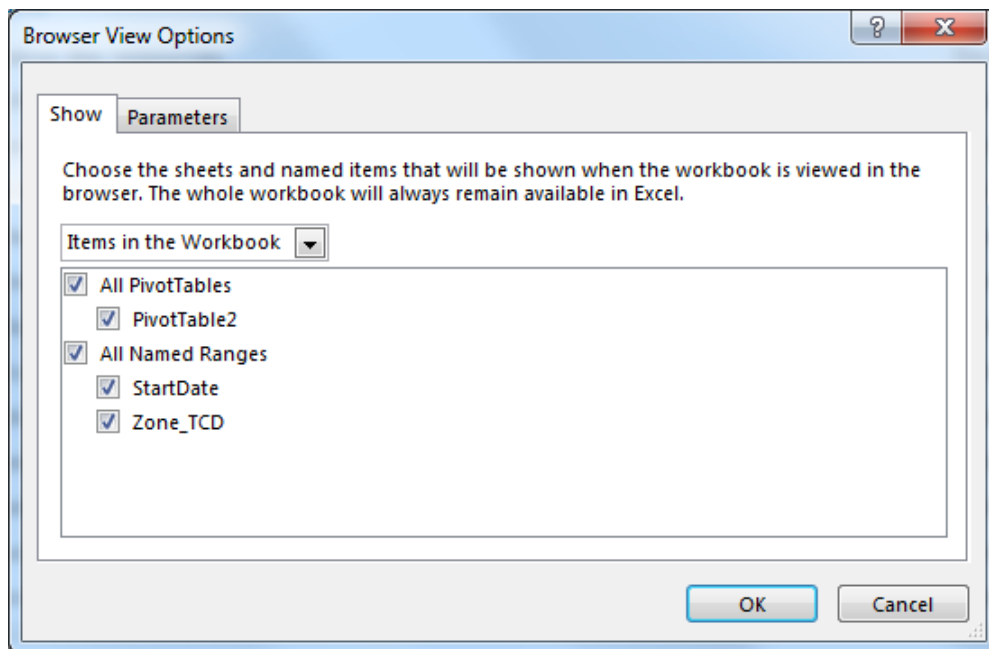 Browser View Options
Show
Parameters
Choose the sheets and named items that will be shown when the workbook is viewed in the
browser. The whole workbook will always remain available in Excel.
Items in the Workbook
All PivotTables
PivotTable2
All Named Ranges
StartDate
Zone_TCD
OK
Cancel